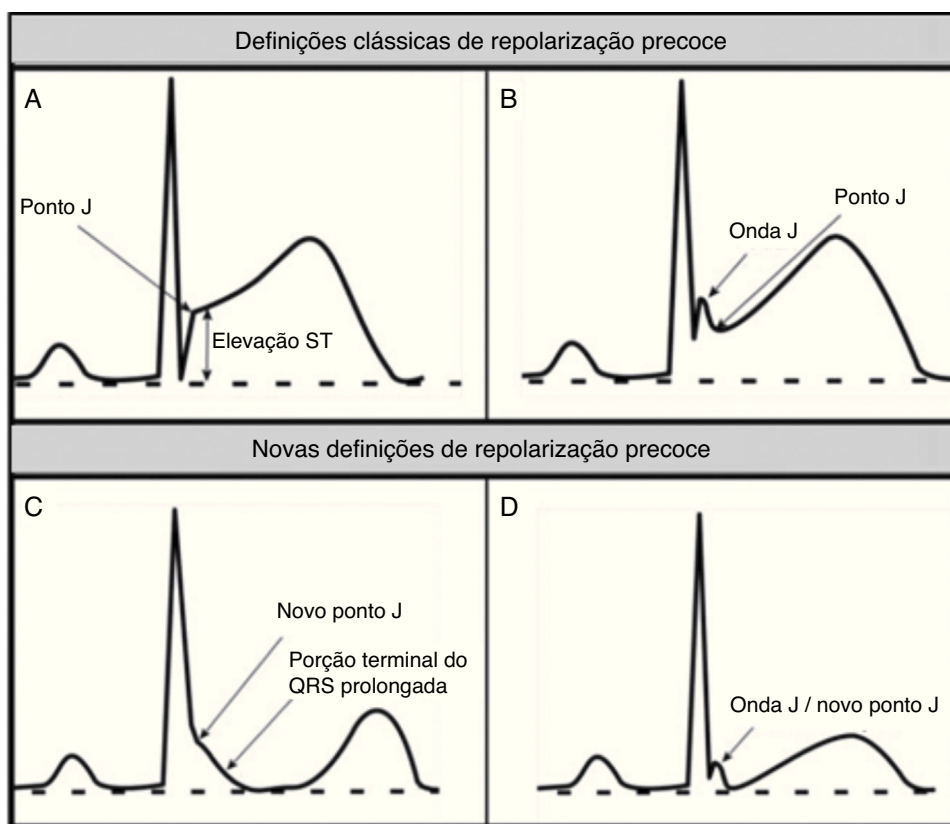 Definições clássicas de repolarização precoce
A
Ponto J
Elevação ST
B
Ponto J
Onda J
Novas definições de repolarização precoce
C
Novo ponto J
Porção terminal do
QRS prolongada
D
Onda J / novo ponto J